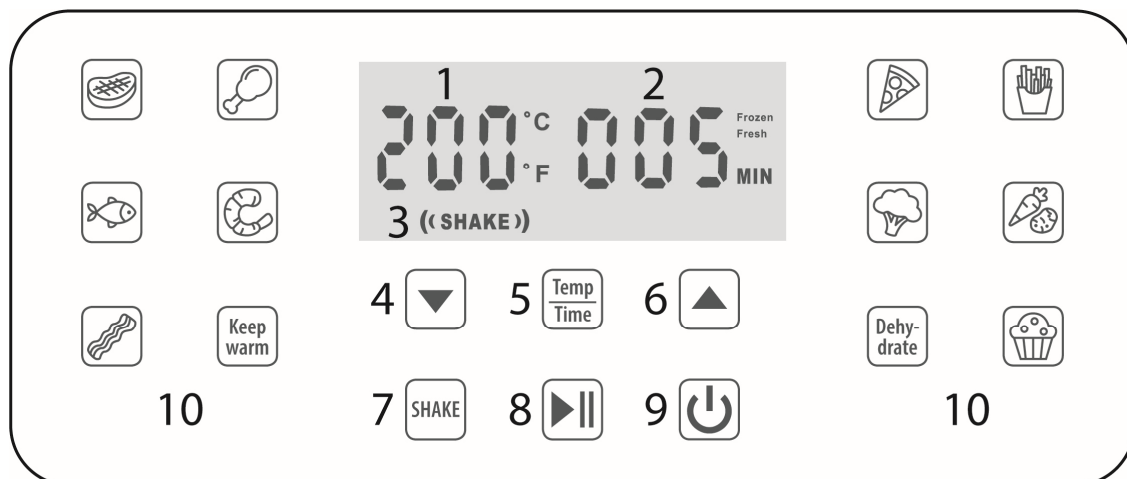 1
2
200 °C
°F
005 Frozen
Fresh
MIN
3 ((SHAKE))
4
5 Temp
Time
6
Keep
warm
Dehy-
drate
10
7 SHAKE
8
9
10